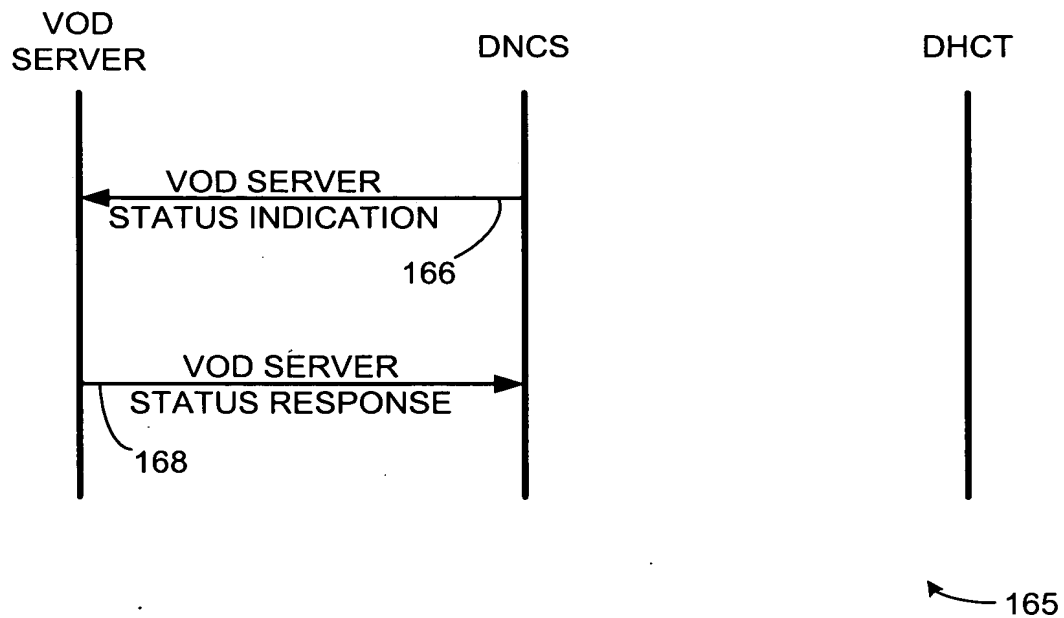 VOD
SERVER
DNCS
DHCT
VOD SERVER
STATUS INDICATION
166
VOD SERVER
STATUS RESPONSE
168
165